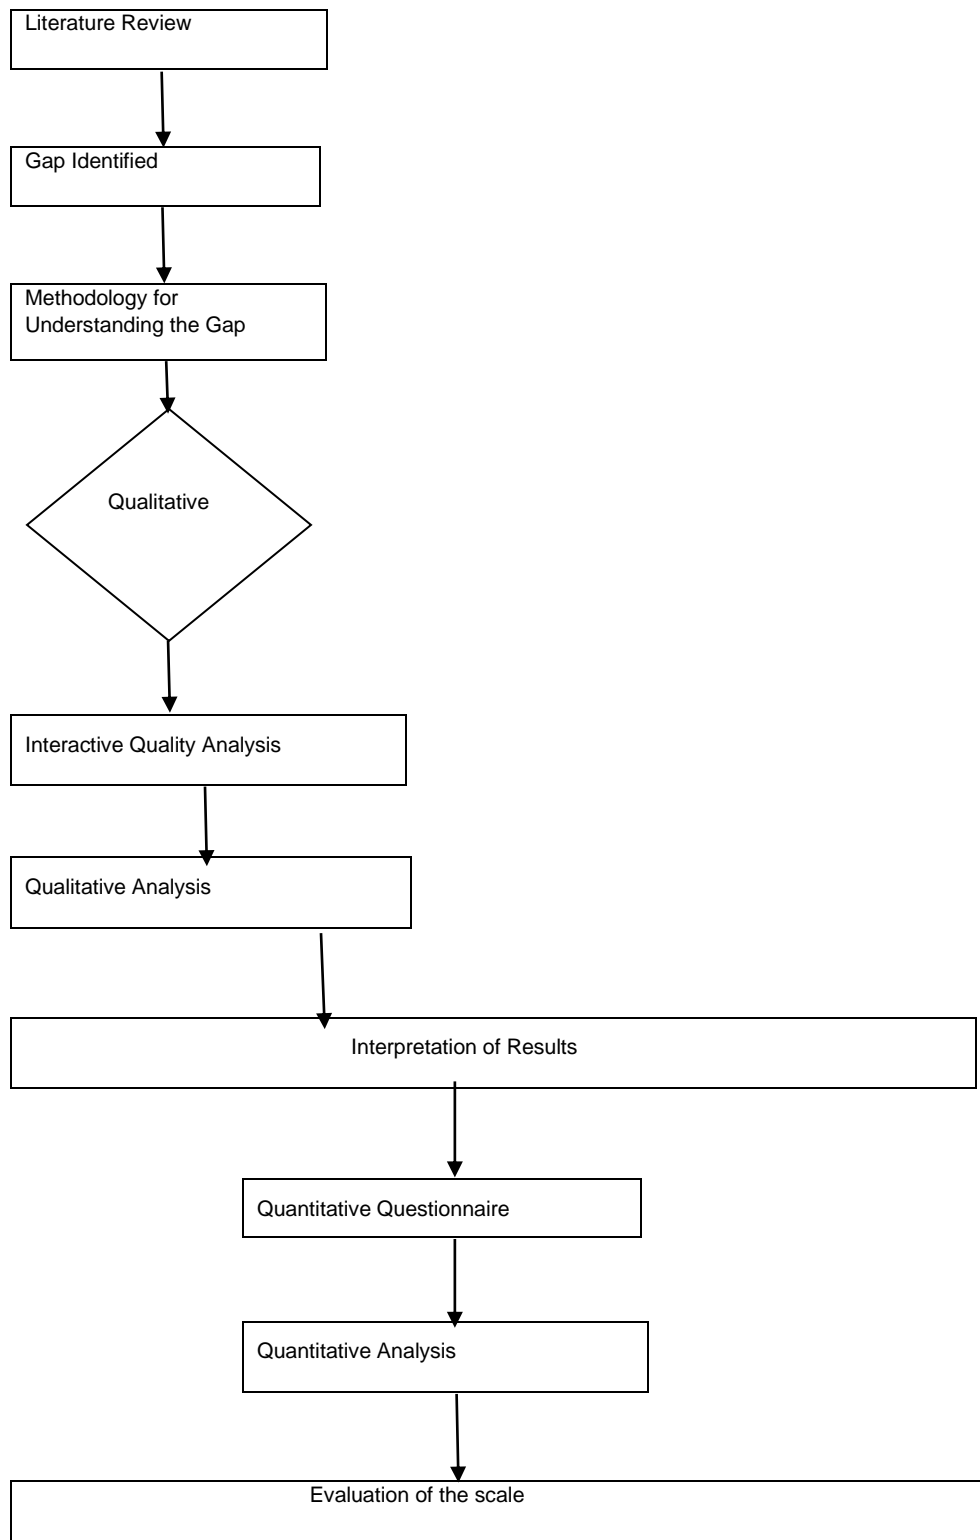 Literature Review
Gap Identified
Methodology for
Understanding the Gap
Qualitative
Interactive Quality Analysis
Qualitative Analysis
Interpretation of Results
Quantitative Questionnaire
Quantitative Analysis
Evaluation of the scale